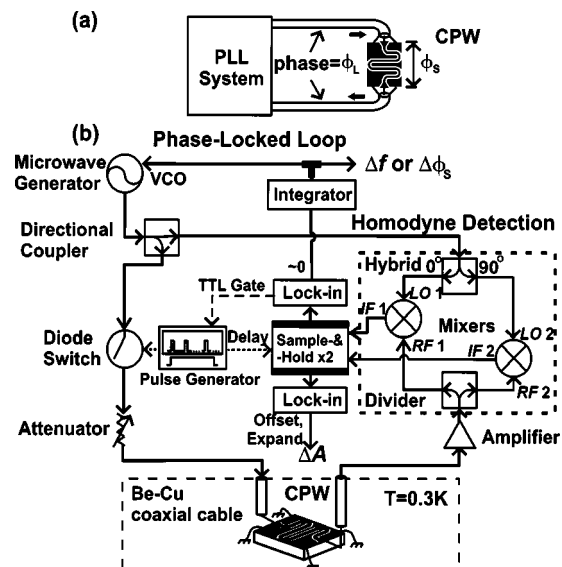 (a)
PLL
System
phase=ϕL
CPW
ϕS
(b)
Phase-Locked Loop
Microwave
Generator
VCO
Δf or ΔϕS
Integrator
Directional
Coupler
Homodyne Detection
~0
Hybrid 0° 90°
TTL Gate
Lock-in
LO 1
LO 2
IF 1
Mixers
Diode
Switch
Delay
Sample-&
-Hold x2
RF 1
IF 2
Pulse Generator
RF 2
Lock-in
Divider
Attenuator
Offset,
Expand
Amplifier
ΔA
Be-Cu
coaxial cable
CPW
T=0.3K